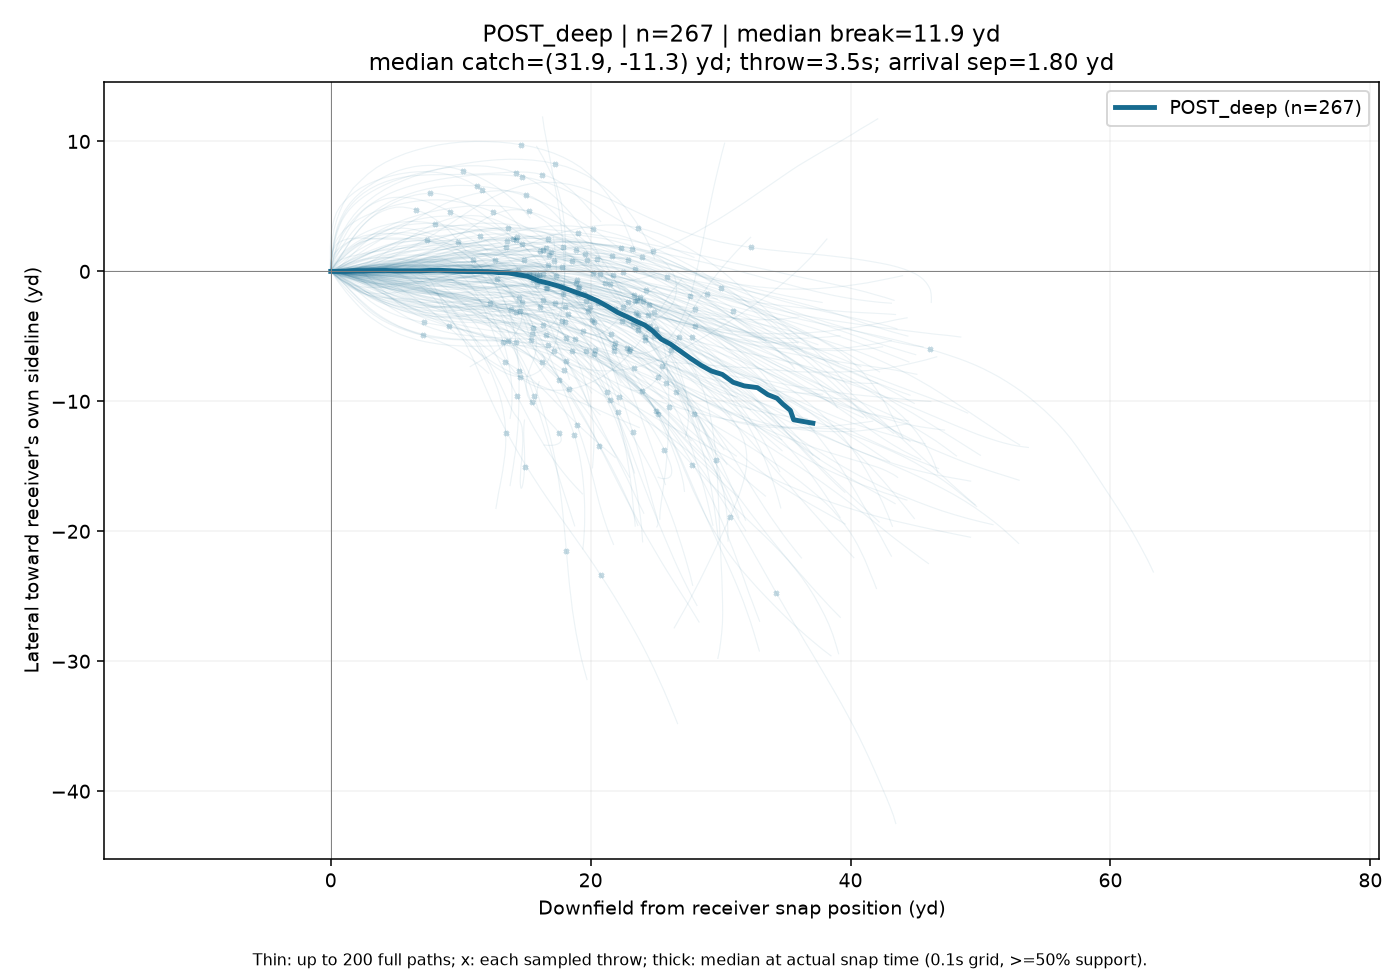 POST_deep | n=267 | median break=11.9 yd
median catch=(31.9, -11.3) yd; throw=3.5s; arrival sep=1.80 yd
POST_deep (n=267)
Lateral toward receiver's own sideline (yd)
10
0
−10
−20
−30
−40
0
20
40
60
80
Downfield from receiver snap position (yd)
Thin: up to 200 full paths; x: each sampled throw; thick: median at actual snap time (0.1s grid, >=50% support).